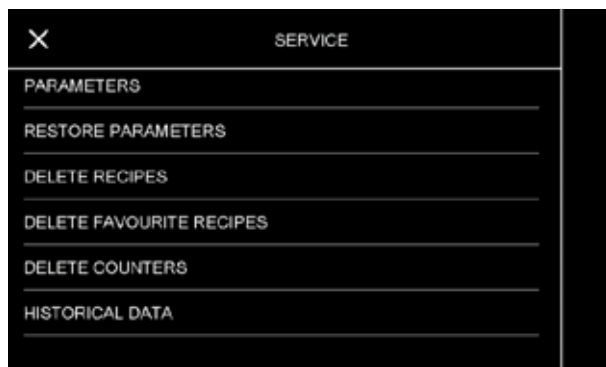 SERVICE
PARAMETERS
RESTORE PARAMETERS
DELETE RECIPES
DELETE FAVOURITE RECIPES
DELETE COUNTERS
HISTORICAL DATA